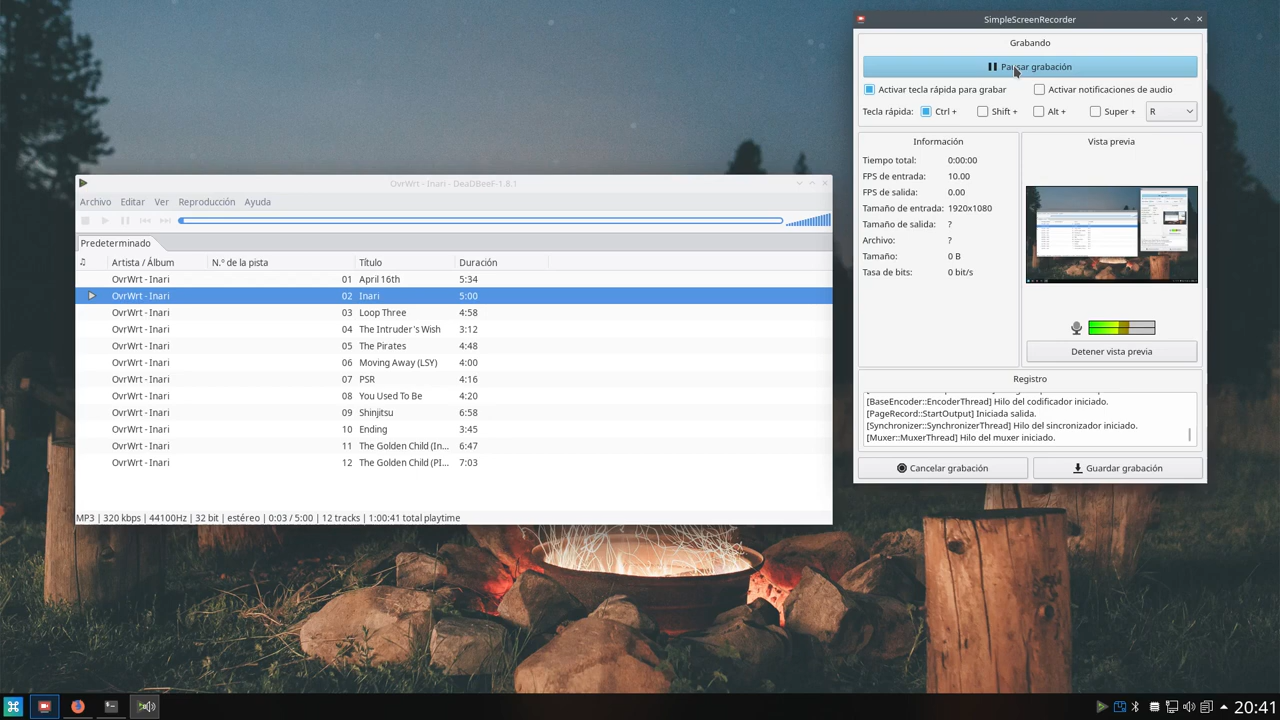 SimpleScreenRecorder
Grabando
Pausar grabación
Activar tecla rápida para grabar
Activar notificaciones de audio
Tecla rápida: Ctrl + Shift + Alt + Super + R
Información
Vista previa
Tiempo total: 0:00:00
FPS de entrada: 10.00
FPS de salida: 0.00
Tamaño de entrada: 1920x1080
Tamaño de salida: ?
Archivo: ?
Tamaño: 0 B
Tasa de bits: 0 bit/s
Detener vista previa
Registro
[BaseEncoder::EncoderThread] Hilo del codificador iniciado.
[PageRecord::StartOutput] Iniciada salida.
[Synchronizer::SynchronizerThread] Hilo del sincronizador iniciado.
[Muxer::MuxerThread] Hilo del muxer iniciado.
Cancelar grabación
Guardar grabación
OvrWrt - Inari - DeaDBeeF-1.8.1
Archivo Editar Ver Reproducción Ayuda
Predeterminado
♫ Artista / Álbum N.º de la pista Título Duración
OvrWrt - Inari 01 April 16th 5:34
OvrWrt - Inari 02 Inari 5:00
OvrWrt - Inari 03 Loop Three 4:58
OvrWrt - Inari 04 The Intruder's Wish 3:12
OvrWrt - Inari 05 The Pirates 4:48
OvrWrt - Inari 06 Moving Away (LSY) 4:00
OvrWrt - Inari 07 PSR 4:16
OvrWrt - Inari 08 You Used To Be 4:20
OvrWrt - Inari 09 Shinjitsu 6:58
OvrWrt - Inari 10 Ending 3:45
OvrWrt - Inari 11 The Golden Child (In... 6:47
OvrWrt - Inari 12 The Golden Child (PI... 7:03
MP3 | 320 kbps | 44100Hz | 32 bit | estéreo | 0:03 / 5:00 | 12 tracks | 1:00:41 total playtime
20:41